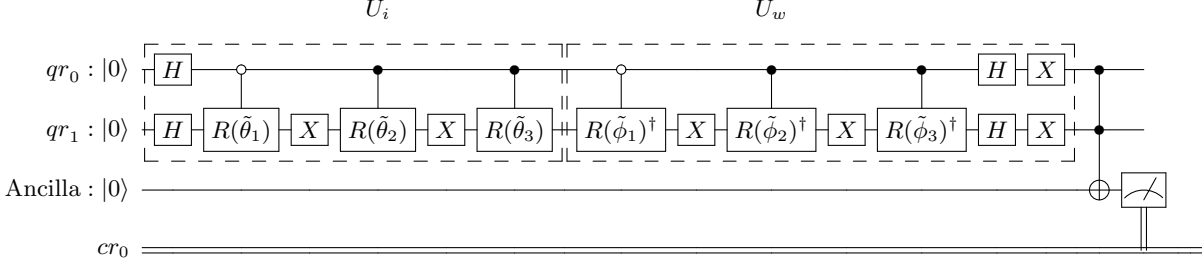 U_i U_w
qr_0 : |0⟩ H H X
qr_1 : |0⟩ H R(θ̃_1) X R(θ̃_2) X R(θ̃_3) R(ϕ̃_1)† X R(ϕ̃_2)† X R(ϕ̃_3)† H X
Ancilla : |0⟩
cr_0